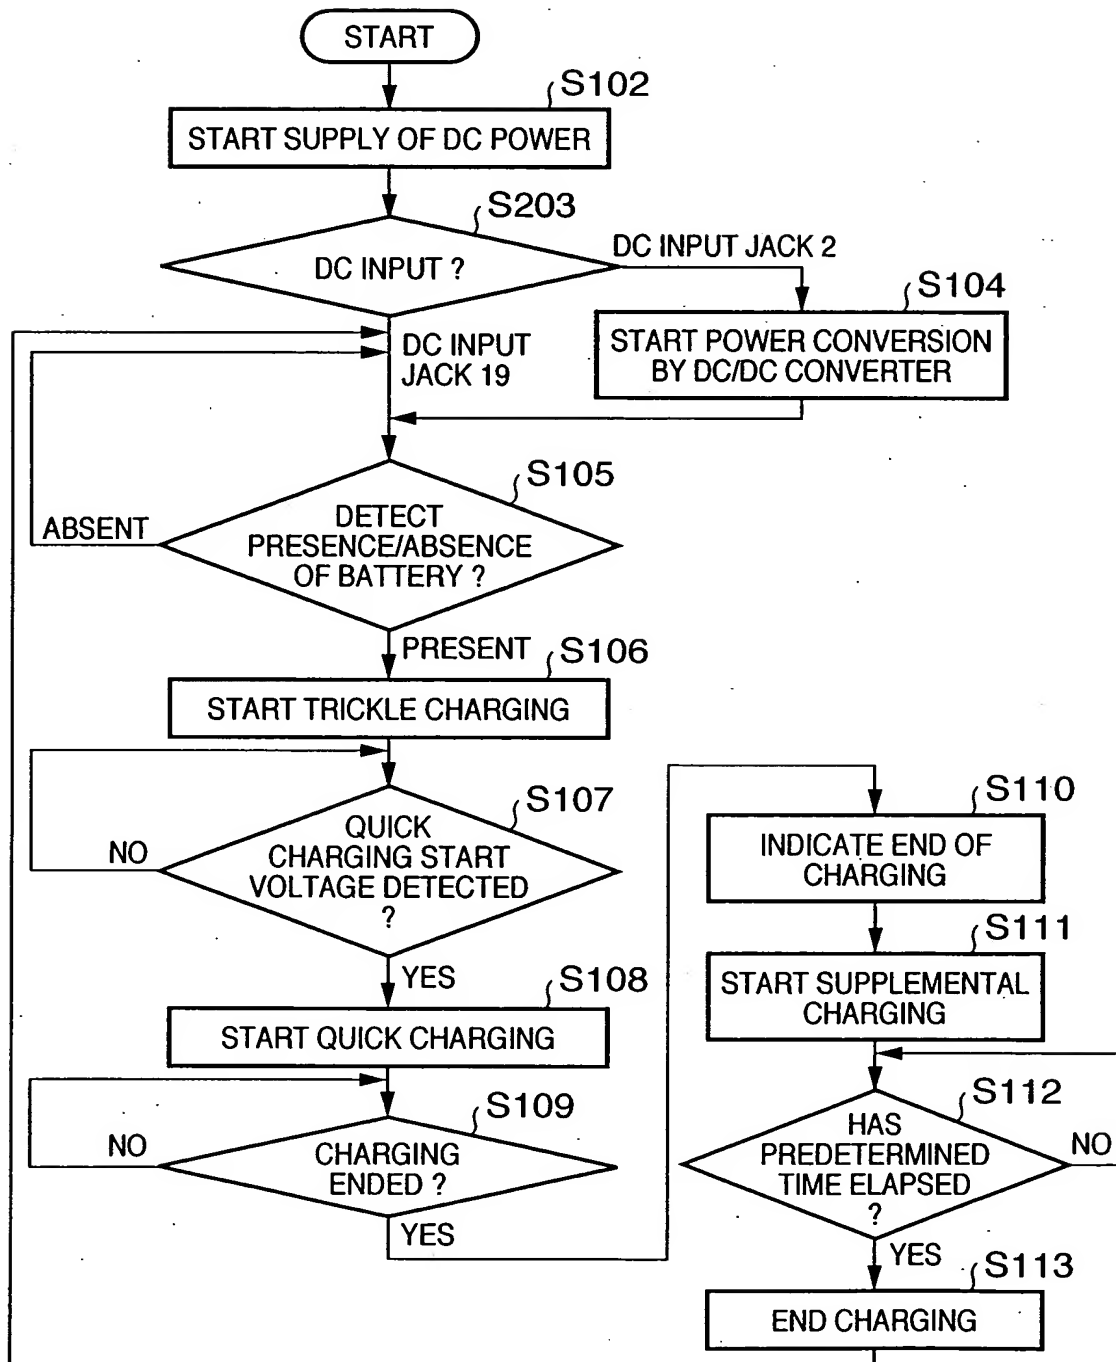 START
S102
START SUPPLY OF DC POWER
S203
DC INPUT ?
DC INPUT JACK 2
S104
START POWER CONVERSION
BY DC/DC CONVERTER
DC INPUT
JACK 19
S105
DETECT
PRESENCE/ABSENCE
OF BATTERY ?
ABSENT
PRESENT
S106
START TRICKLE CHARGING
S107
QUICK
CHARGING START
VOLTAGE DETECTED
?
NO
YES
S108
START QUICK CHARGING
S109
CHARGING
ENDED ?
NO
YES
S110
INDICATE END OF
CHARGING
S111
START SUPPLEMENTAL
CHARGING
S112
HAS
PREDETERMINED
TIME ELAPSED
?
NO
YES
S113
END CHARGING